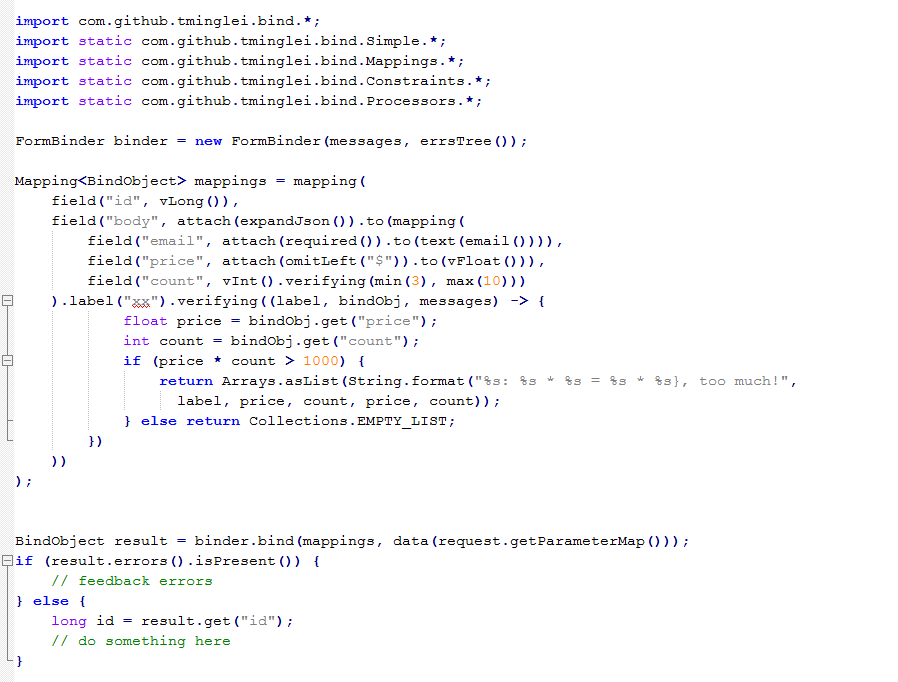 import com.github.tminglei.bind.*;
import static com.github.tminglei.bind.Simple.*;
import static com.github.tminglei.bind.Mappings.*;
import static com.github.tminglei.bind.Constraints.*;
import static com.github.tminglei.bind.Processors.*;

FormBinder binder = new FormBinder(messages, errsTree());

Mapping<BindObject> mappings = mapping(
    field("id", vLong()),
    field("body", attach(expandJson()).to(mapping(
        field("email", attach(required()).to(text(email()))),
        field("price", attach(omitLeft("$")).to(vFloat())),
        field("count", vInt().verifying(min(3), max(10)))
    ).label("xx").verifying((label, bindObj, messages) -> {
            float price = bindObj.get("price");
            int count = bindObj.get("count");
            if (price * count > 1000) {
                return Arrays.asList(String.format("%s: %s * %s = %s * %s}, too much!",
                  label, price, count, price, count));
            } else return Collections.EMPTY_LIST;
        })
    ))
);

BindObject result = binder.bind(mappings, data(request.getParameterMap()));
if (result.errors().isPresent()) {
    // feedback errors
} else {
    long id = result.get("id");
    // do something here
}